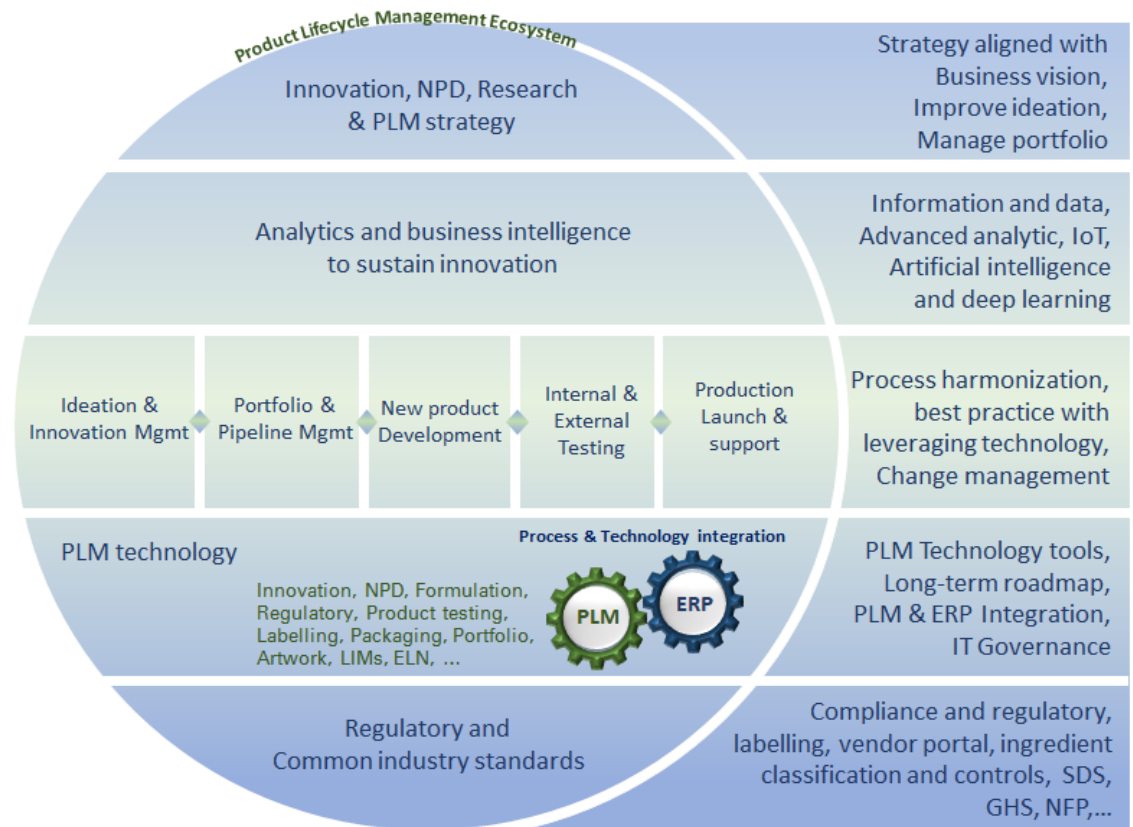 Product Lifecycle Management Ecosystem
Innovation, NPD, Research
& PLM strategy
Strategy aligned with
Business vision,
Improve ideation,
Manage portfolio
Analytics and business intelligence
to sustain innovation
Information and data,
Advanced analytic, IoT,
Artificial intelligence
and deep learning
Ideation &
Innovation Mgmt
Portfolio &
Pipeline Mgmt
New product
Development
Internal &
External
Testing
Production
Launch &
support
Process harmonization,
best practice with
leveraging technology,
Change management
PLM technology
Process & Technology integration
Innovation, NPD, Formulation,
Regulatory, Product testing,
Labelling, Packaging, Portfolio,
Artwork, LIMs, ELN, ...
PLM
ERP
PLM Technology tools,
Long-term roadmap,
PLM & ERP Integration,
IT Governance
Regulatory and
Common industry standards
Compliance and regulatory,
labelling, vendor portal, ingredient
classification and controls, SDS,
GHS, NFP,...